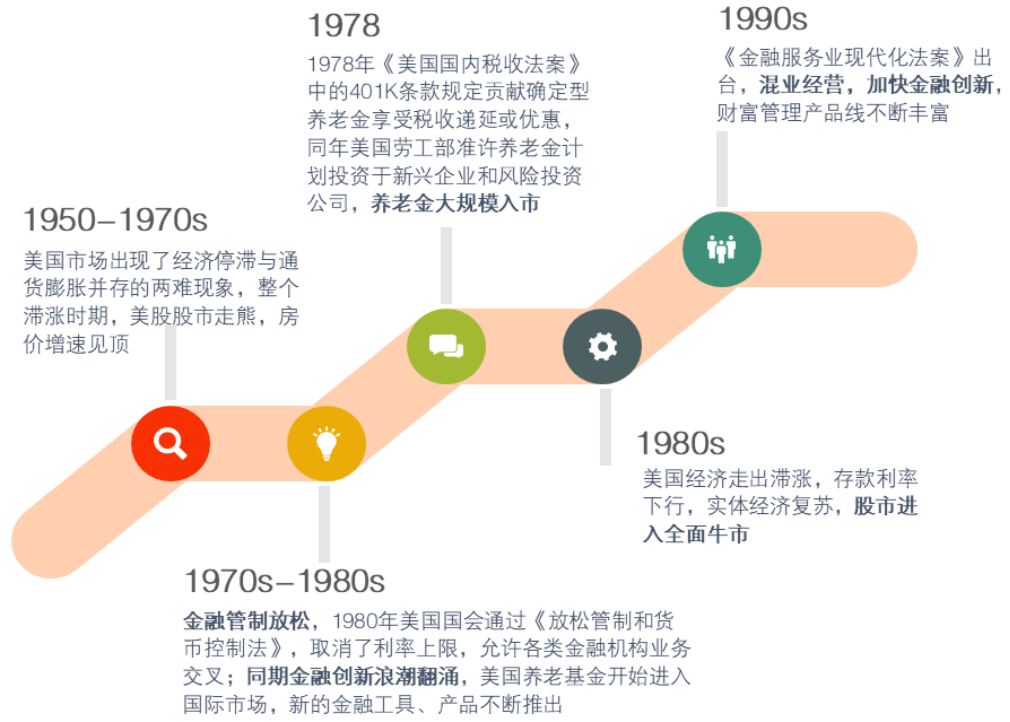 1950–1970s
美国市场出现了经济停滞与通
货膨胀并存的两难现象，整个
滞涨时期，美股股市走熊，房
价增速见顶
1970s–1980s
金融管制放松，1980年美国国会通过《放松管制和货
币控制法》，取消了利率上限，允许各类金融机构业务
交叉；同期金融创新浪潮翻涌，美国养老基金开始进入
国际市场，新的金融工具、产品不断推出
1978
1978年《美国国内税收法案》
中的401K条款规定贡献确定型
养老金享受税收递延或优惠，
同年美国劳工部准许养老金计
划投资于新兴企业和风险投资
公司，养老金大规模入市
1980s
美国经济走出滞涨，存款利率
下行，实体经济复苏，股市进
入全面牛市
1990s
《金融服务业现代化法案》出
台，混业经营，加快金融创新，
财富管理产品线不断丰富